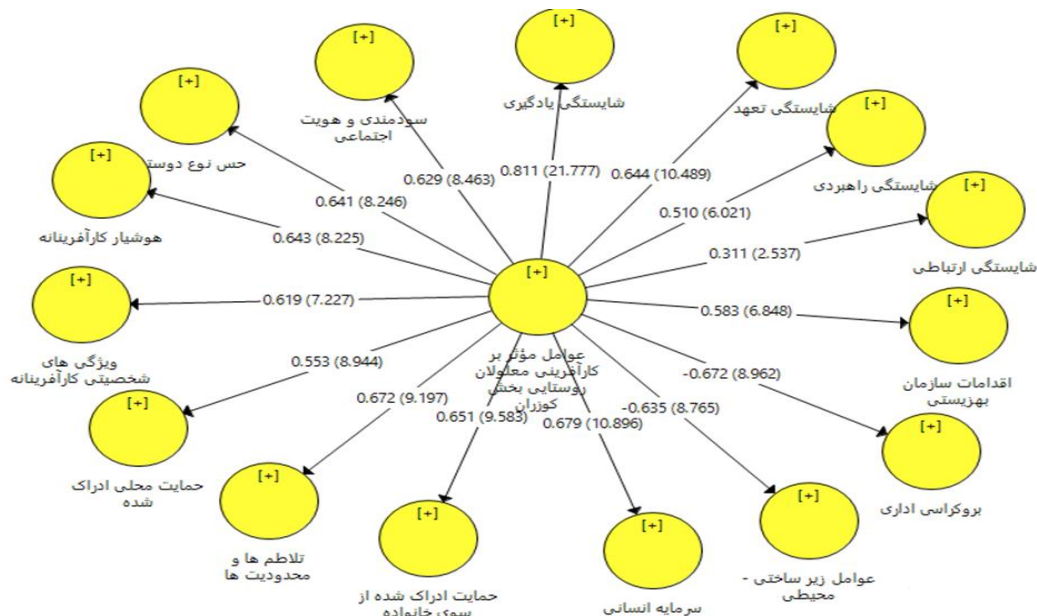 [+]
شایستگی یادگیری
[+]
شایستگی تعهد
[+]
سودمندی و هویت
اجتماعی
[+]
حس نوع دوست
[+]
شایستگی راهبردی
[+]
هوشیار کارآفرینانه
[+]
شایستگی ارتباطی
0.629 (8.463)
0.811 (21.777)
0.644 (10.489)
0.641 (8.246)
0.510 (6.021)
0.643 (8.225)
0.311 (2.537)
[+]
ویژگی های
شخصیتی کارآفرینانه
0.619 (7.227)
[+]
عوامل مؤثر بر
کارآفرینی معلولان
روستایی بخش
کوزران
0.583 (6.848)
[+]
اقدامات سازمان
بهزیستی
0.553 (8.944)
-0.672 (8.962)
0.672 (9.197)
-0.635 (8.765)
0.651 (9.583)
0.679 (10.896)
[+]
حمایت محلی ادراک
شده
[+]
بروکراسی اداری
[+]
تلاطم ها و
محدودیت ها
[+]
عوامل زیر ساختی -
محیطی
[+]
حمایت ادراک شده از
سوی خانواده
[+]
سرمایه انسانی